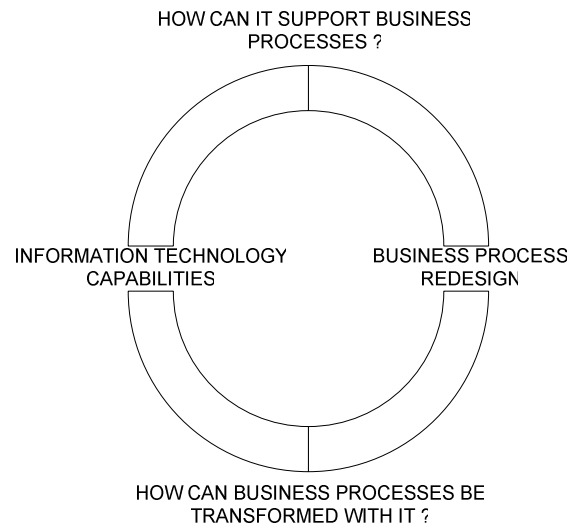 HOW CAN IT SUPPORT BUSINESS
PROCESSES ?
INFORMATION TECHNOLOGY
CAPABILITIES
BUSINESS PROCESS
REDESIGN
HOW CAN BUSINESS PROCESSES BE
TRANSFORMED WITH IT ?